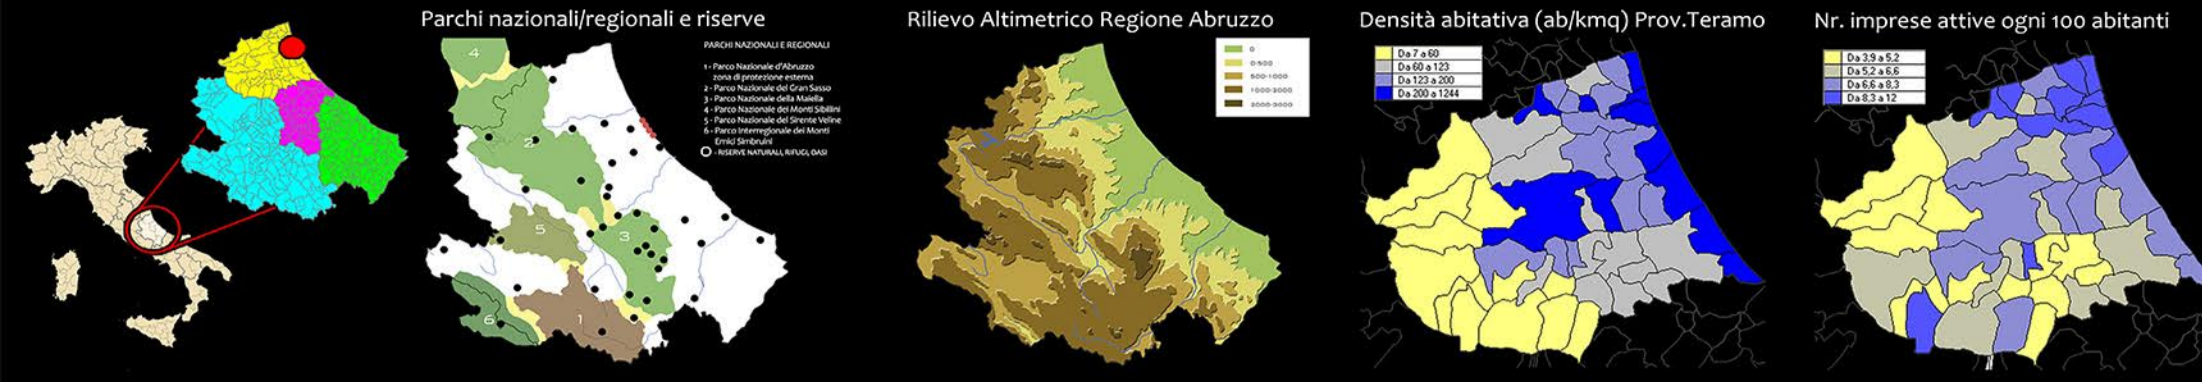 Parchi nazionali/regionali e riserve
PARCHI NAZIONALI E REGIONALI
1 - Parco Nazionale d'Abruzzo
zona di protezione esterna
2 - Parco Nazionale del Gran Sasso
3 - Parco Nazionale della Maiella
4 - Parco Nazionale dei Monti Sibillini
5 - Parco Nazionale del Sirente Veline
6 - Parco Interregionale dei Monti
Ernici Simbruini
- RISERVE NATURALI, RIFUGI, OASI
4
2
5
3
6
1
Rilievo Altimetrico Regione Abruzzo
0
0-500
500-1000
1000-2000
2000-3000
Densità abitativa (ab/kmq) Prov.Teramo
Da 7 a 60
Da 60 a 123
Da 123 a 200
Da 200 a 1244
Nr. imprese attive ogni 100 abitanti
Da 3,9 a 5,2
Da 5,2 a 6,6
Da 6,6 a 8,3
Da 8,3 a 12